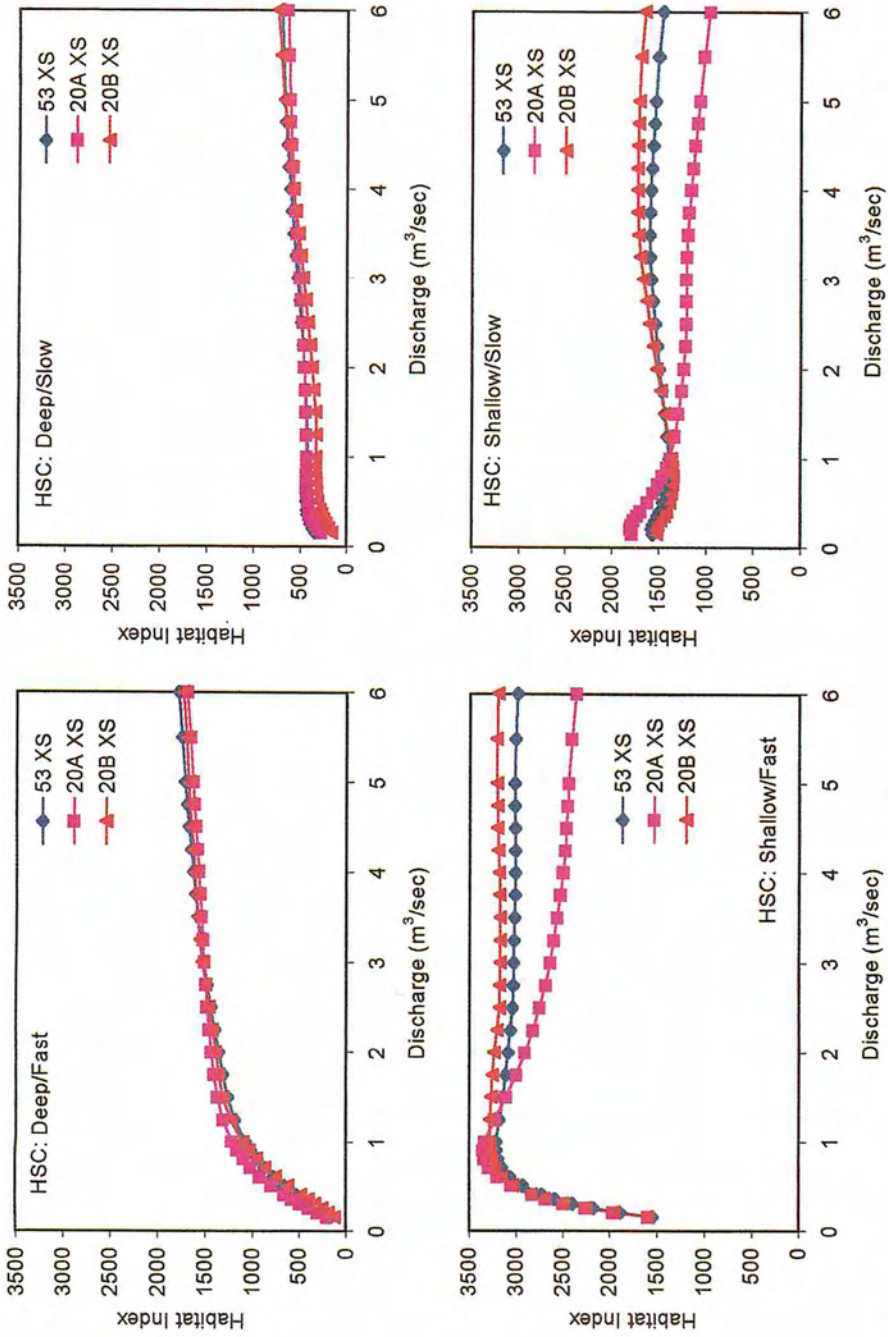 3500
3000
2500
2000
1500
1000
500
0
Habitat Index
HSC: Deep/Fast
53 XS
20A XS
20B XS
0 1 2 3 4 5 6
Discharge (m³/sec)
3500
3000
2500
2000
1500
1000
500
0
Habitat Index
HSC: Deep/Slow
53 XS
20A XS
20B XS
0 1 2 3 4 5 6
Discharge (m³/sec)
3500
3000
2500
2000
1500
1000
500
0
Habitat Index
53 XS
20A XS
20B XS
HSC: Shallow/Fast
0 1 2 3 4 5 6
Discharge (m³/sec)
3500
3000
2500
2000
1500
1000
500
0
Habitat Index
HSC: Shallow/Slow
53 XS
20A XS
20B XS
0 1 2 3 4 5 6
Discharge (m³/sec)